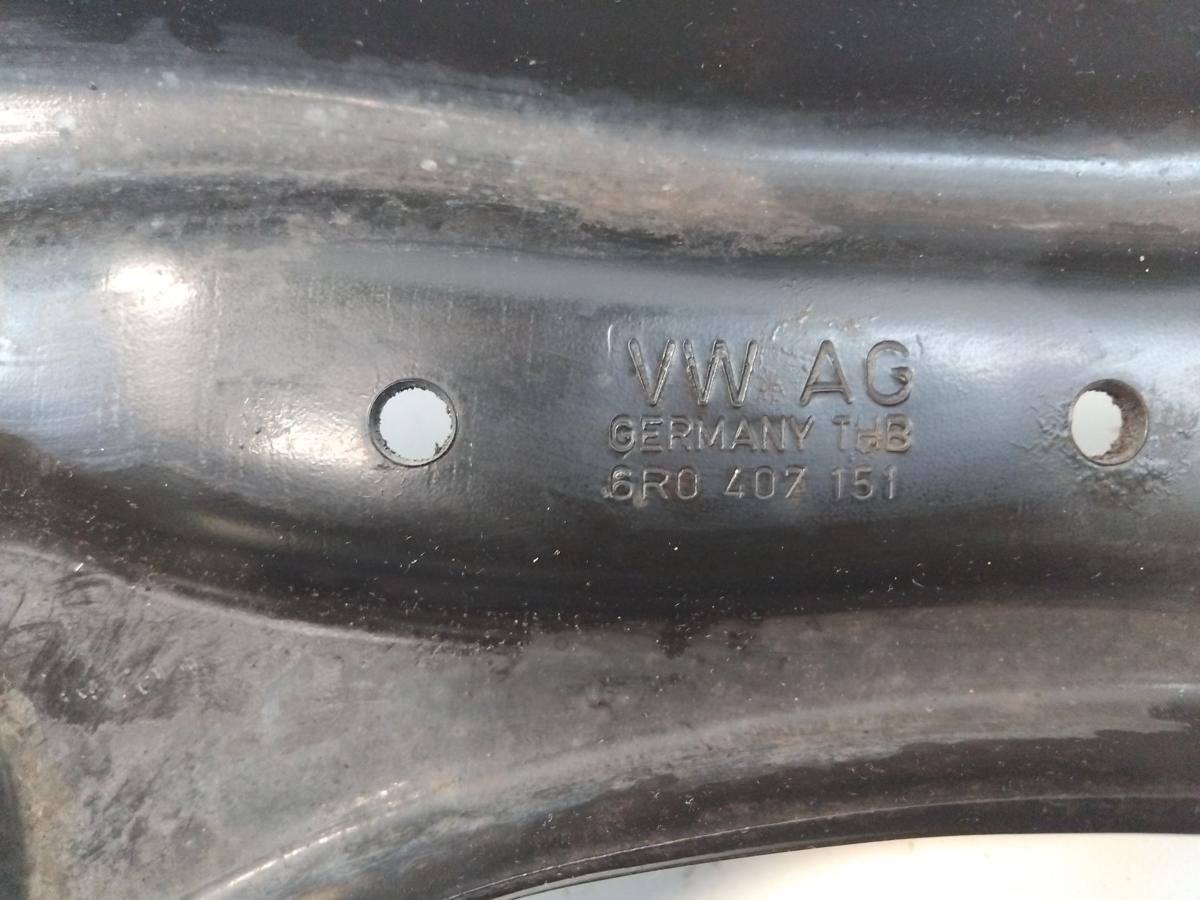 VW AG
GERMANY THB
6R0 407 151